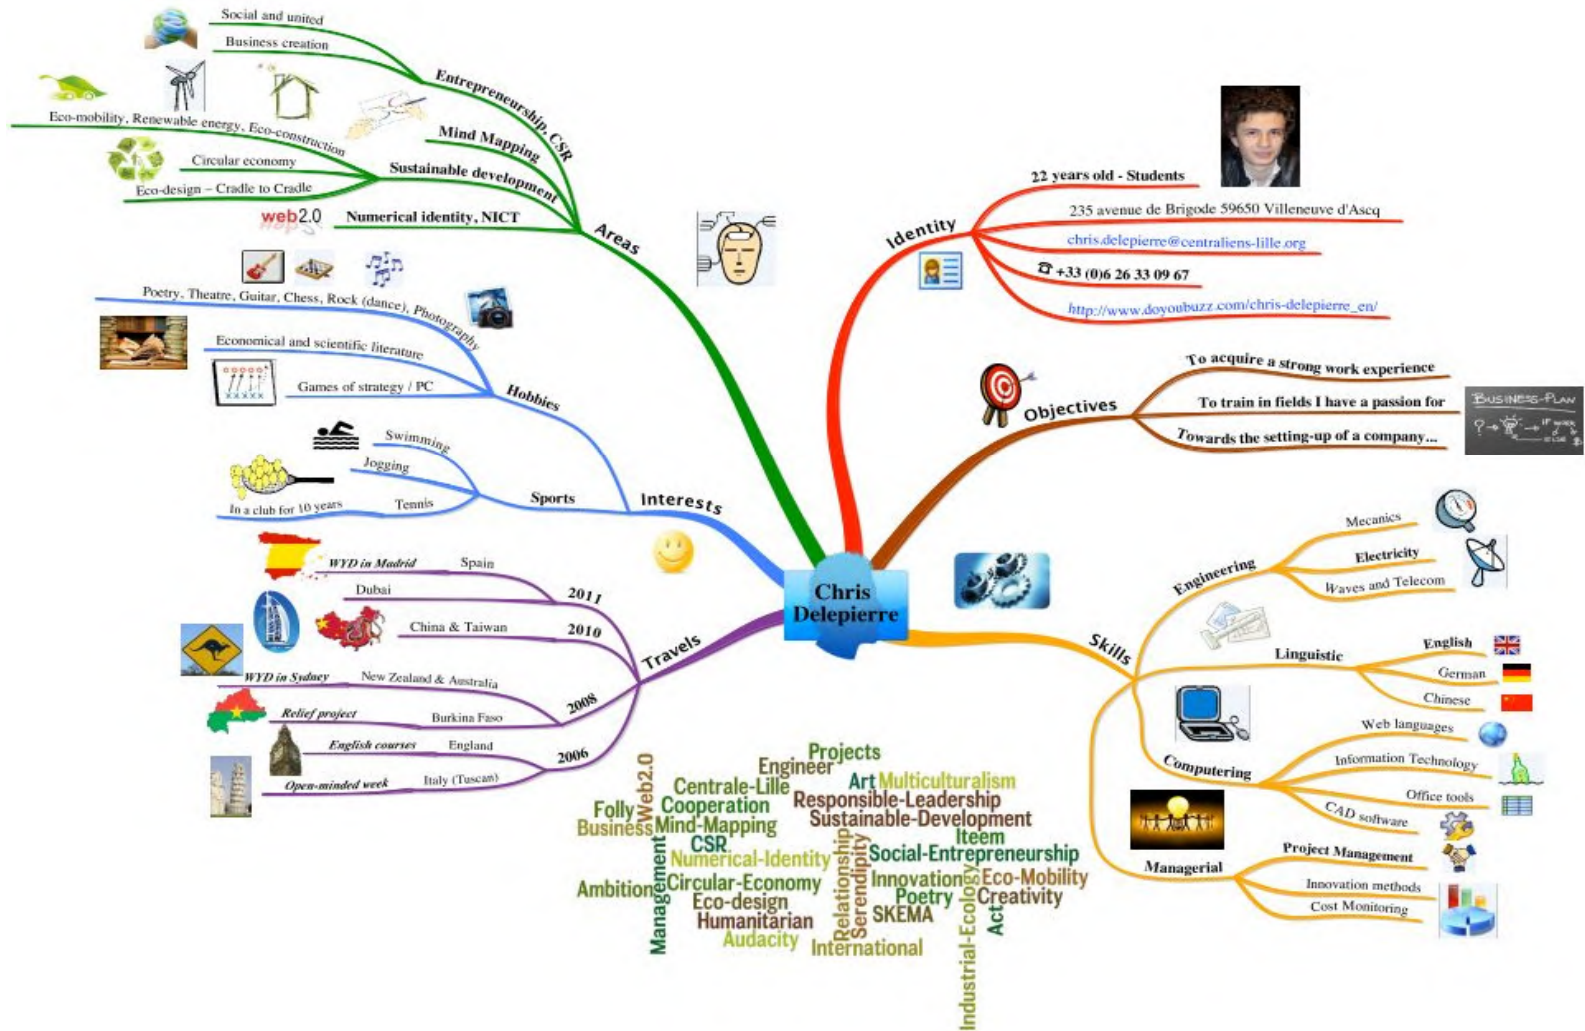 Social and united
Business creation
Entrepreneurship, CSR
Mind Mapping
Eco-mobility, Renewable energy, Eco-construction
Circular economy
Eco-design – Cradle to Cradle
Sustainable development
web2.0
Numerical identity, NICT
Areas
Poetry, Theatre, Guitar, Chess, Rock (dance), Photography
Economical and scientific literature
Games of strategy / PC
Hobbies
Swimming
Jogging
In a club for 10 years
Tennis
Sports
Interests
WYD in Madrid
Spain
Dubai
2011
China & Taiwan
2010
WYD in Sydney
New Zealand & Australia
Relief project
Burkina Faso
2008
English courses
England
Open-minded week
Italy (Tuscan)
2006
Travels
Chris
Delepierre
Identity
22 years old - Students
235 avenue de Brigode 59650 Villeneuve d'Ascq
chris.delepierre@centraliens-lille.org
☎ +33 (0)6 26 33 09 67
http://www.doyoubuzz.com/chris-delepierre_en/
Objectives
To acquire a strong work experience
To train in fields I have a passion for
Towards the setting-up of a company...
BUSINESS-PLAN
? → → IF WORK
ELSE $
Skills
Engineering
Mecanics
Electricity
Waves and Telecom
Linguistic
English
German
Chinese
Computering
Web languages
Information Technology
Office tools
CAD software
Managerial
Project Management
Innovation methods
Cost Monitoring
Projects
Engineer
Web2.0
Centrale-Lille
Art
Multiculturalism
Folly
Cooperation
Responsible-Leadership
Business
Mind-Mapping
Sustainable-Development
CSR
Iteem
Numerical-Identity
Social-Entrepreneurship
Management
Relationship
Serendipity
Ambition
Circular-Economy
Innovation
Eco-Mobility
Eco-design
Poetry
Creativity
Humanitarian
SKEMA
Act
Audacity
International
Industrial-Ecology